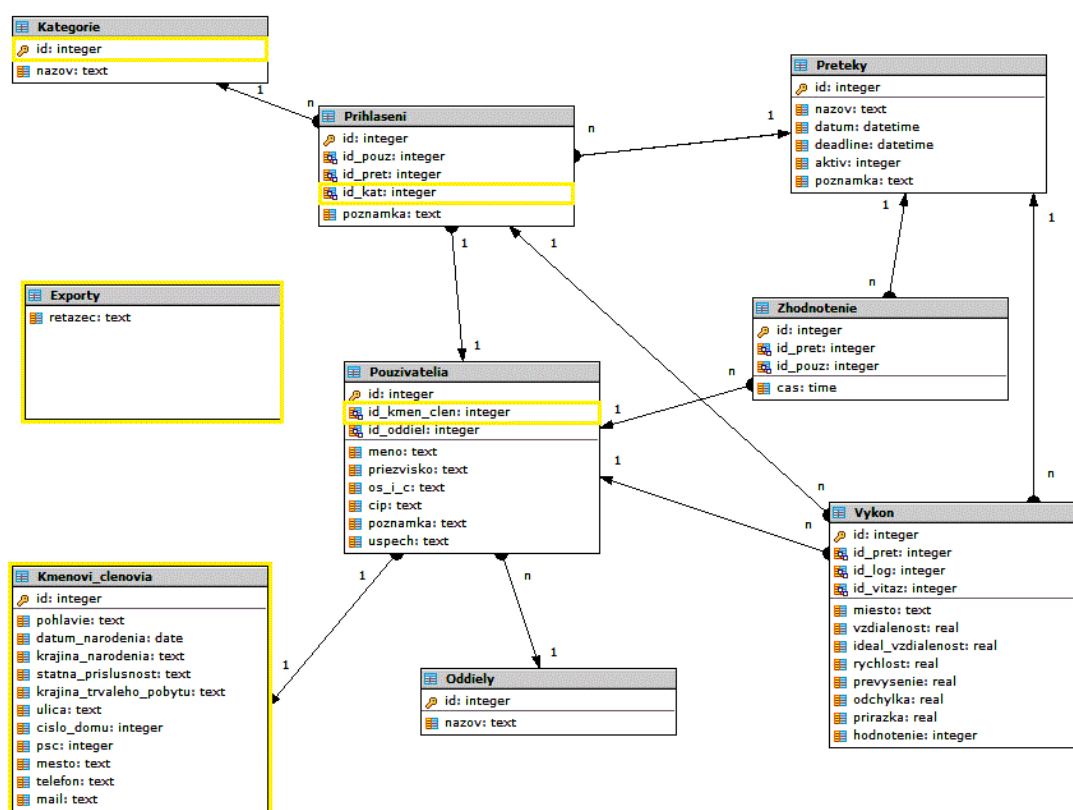 Kategorie
id: integer
nazov: text
1
n
Prihlaseni
id: integer
id_pouz: integer
id_pret: integer
id_kat: integer
poznamka: text
n
1
Preteky
id: integer
nazov: text
datum: datetime
deadline: datetime
aktiv: integer
poznamka: text
1
1
1
1
n
Exporty
retazec: text
Zhodnotenie
id: integer
id_pret: integer
id_pouz: integer
cas: time
1
n
1
1
n
n
n
Pouzivatelia
id: integer
id_kmen_clen: integer
id_oddiel: integer
meno: text
priezvisko: text
os_i_c: text
cip: text
poznamka: text
uspech: text
Vykon
id: integer
id_pret: integer
id_log: integer
id_vitaz: integer
miesto: text
vzdialenost: real
ideal_vzdialenost: real
rychlost: real
prevysenie: real
odchylka: real
prirazka: real
hodnotenie: integer
1
n
1
1
Kmenovi_clenovia
id: integer
pohlavie: text
datum_narodenia: date
krajina_narodenia: text
statna_prislusnost: text
krajina_trvaleho_pobytu: text
ulica: text
cislo_domu: integer
psc: integer
mesto: text
telefon: text
mail: text
Oddiely
id: integer
nazov: text